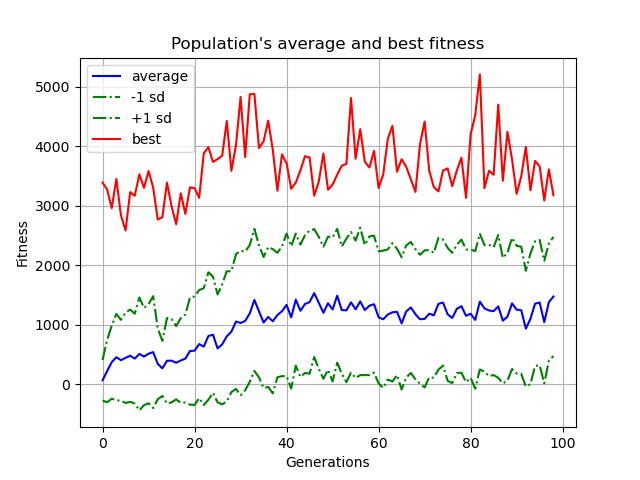 Population's average and best fitness
average
-1 sd
+1 sd
best
Fitness
5000
4000
3000
2000
1000
0
0 20 40 60 80 100
Generations